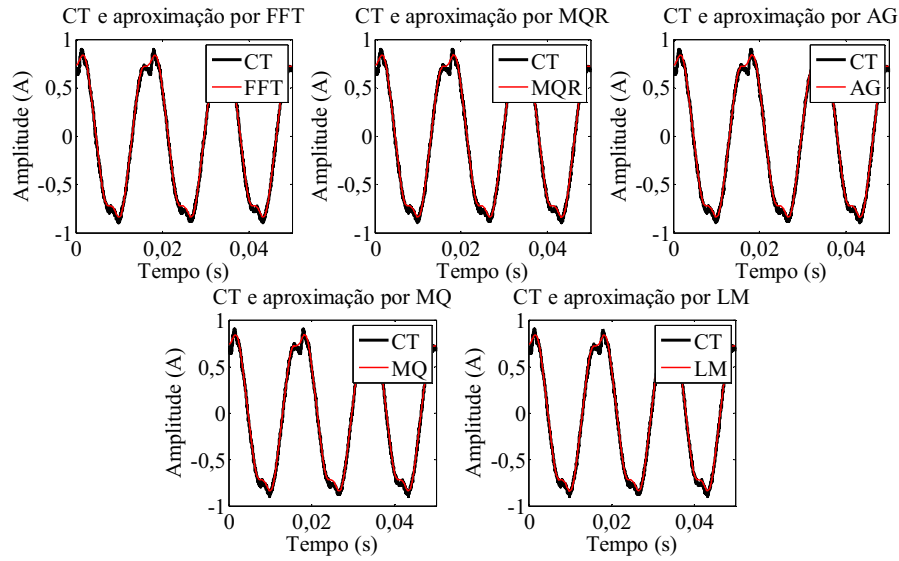 CT e aproximação por FFT
CT
FFT
Amplitude (A)
1
0,5
0
-0,5
-1
0
0,02
0,04
Tempo (s)
CT e aproximação por MQR
CT
MQR
Amplitude (A)
1
0,5
0
-0,5
-1
0
0,02
0,04
Tempo (s)
CT e aproximação por AG
CT
AG
Amplitude (A)
1
0,5
0
-0,5
-1
0
0,02
0,04
Tempo (s)
CT e aproximação por MQ
CT
MQ
Amplitude (A)
1
0,5
0
-0,5
-1
0
0,02
0,04
Tempo (s)
CT e aproximação por LM
CT
LM
Amplitude (A)
1
0,5
0
-0,5
-1
0
0,02
0,04
Tempo (s)